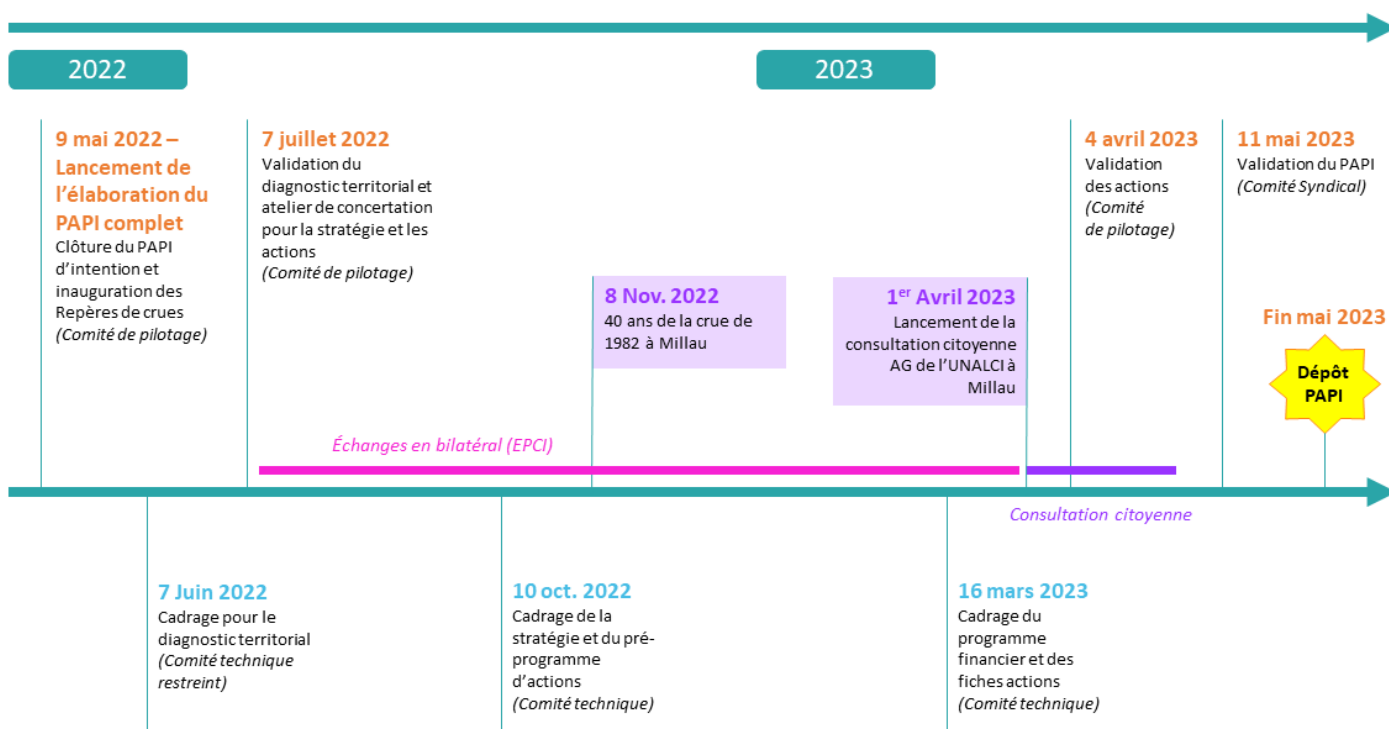 2022
2023
9 mai 2022 –
Lancement de
l’élaboration du
PAPI complet
Clôture du PAPI
d’intention et
inauguration des
Repères de crues
(Comité de pilotage)
7 juillet 2022
Validation du
diagnostic territorial et
atelier de concertation
pour la stratégie et les
actions
(Comité de pilotage)
8 Nov. 2022
40 ans de la crue de
1982 à Millau
1er Avril 2023
Lancement de la
consultation citoyenne
AG de l’UNALCI à
Millau
4 avril 2023
Validation
des actions
(Comité
de pilotage)
11 mai 2023
Validation du PAPI
(Comité Syndical)
Fin mai 2023
Dépôt
PAPI
Échanges en bilatéral (EPCI)
Consultation citoyenne
7 Juin 2022
Cadrage pour le
diagnostic territorial
(Comité technique
restreint)
10 oct. 2022
Cadrage de la
stratégie et du pré-
programme
d’actions
(Comité technique)
16 mars 2023
Cadrage du
programme
financier et des
fiches actions
(Comité technique)